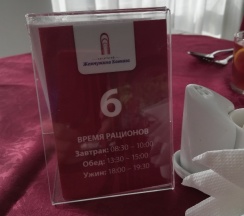 Жемчужина Кавказа
6
ВРЕМЯ РАЦИОНОВ
Завтрак: 08:30 - 10:00
Обед: 13:30 - 15:00
Ужин: 18:00 - 19:30